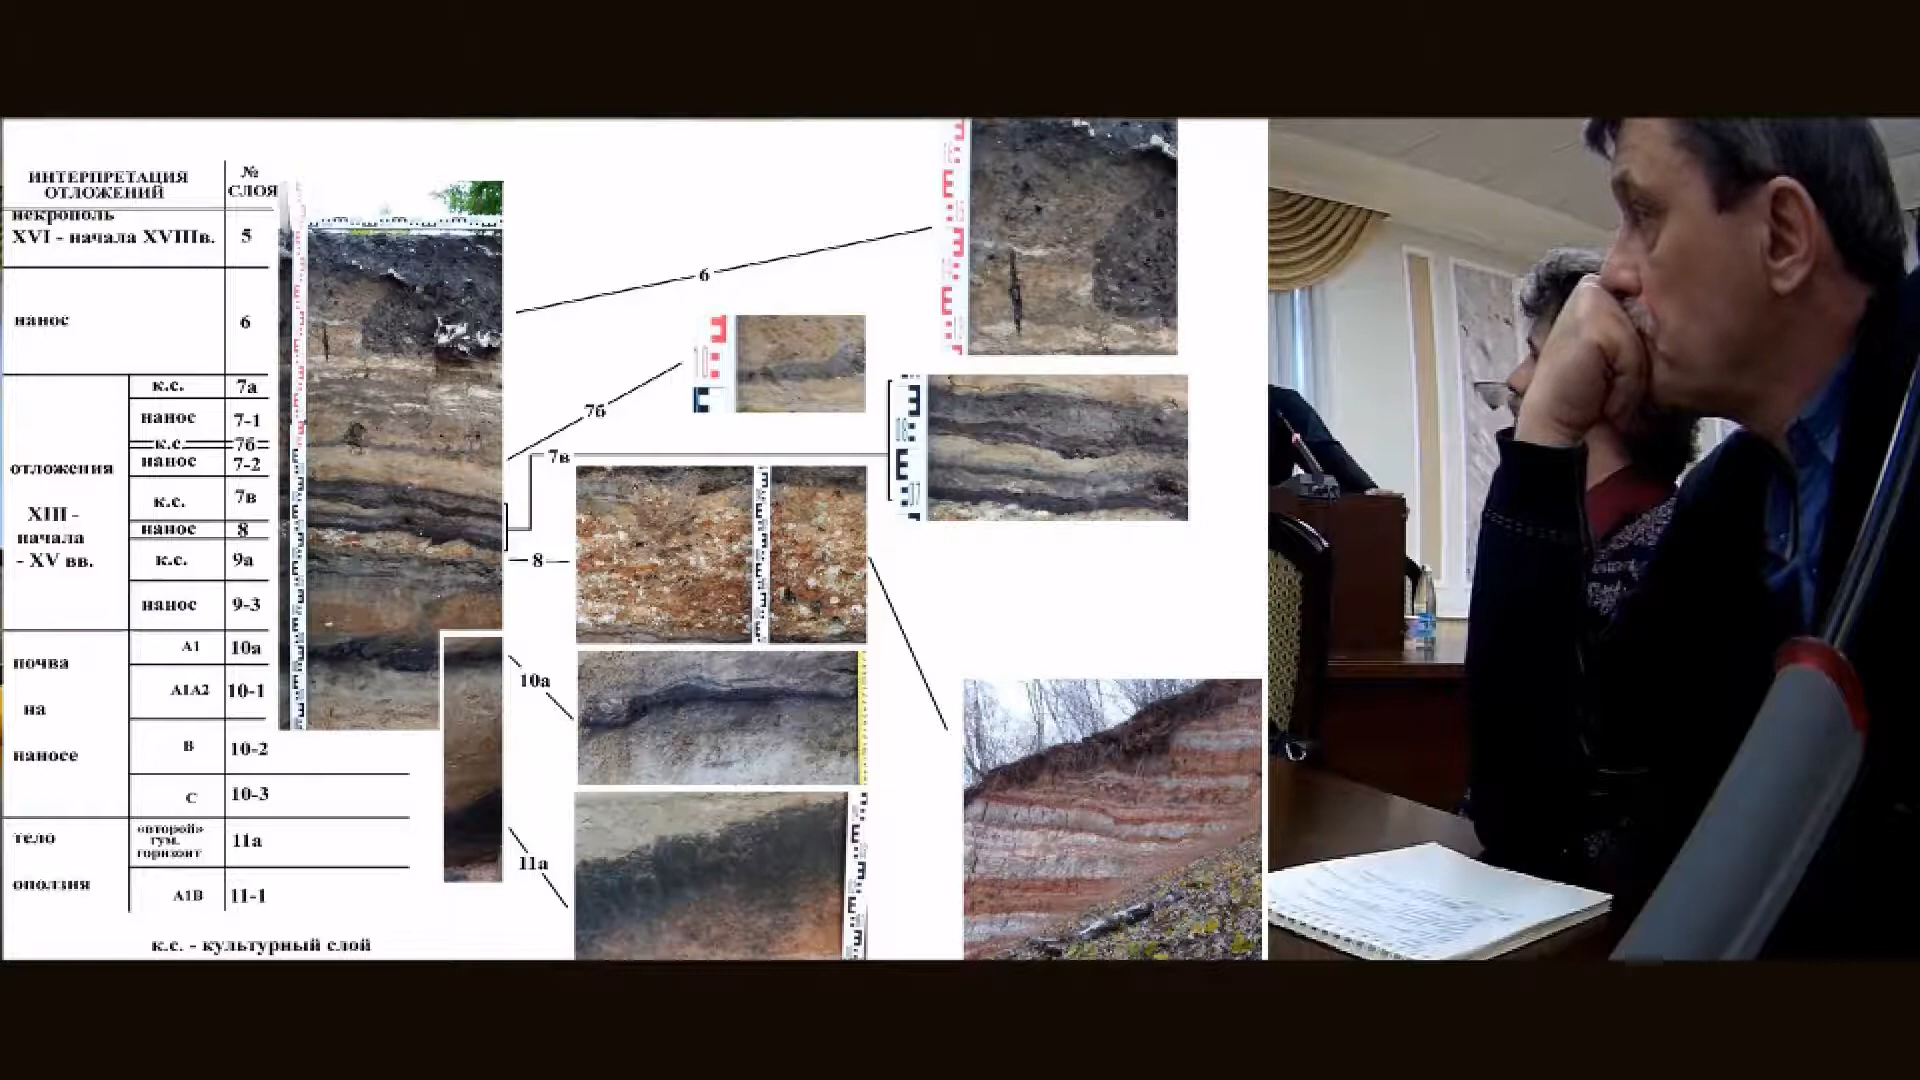 ИНТЕРПРЕТАЦИЯ
ОТЛОЖЕНИЙ
№
СЛОЯ
некрополь
XVI - начала XVIIIв.
5
нанос
6
к.с.
7а
нанос
7-1
к.с.
7б
отложения
нанос
7-2
к.с.
7в
XIII -
начала
- XV вв.
нанос
8
к.с.
9а
нанос
9-3
почва
на
наносе
А1
10а
А1А2
10-1
В
10-2
С
10-3
тело
оползня
«второй»
гум.
горизонт
11а
А1В
11-1
к.с. - культурный слой
6
7б
7в
8
10а
11а